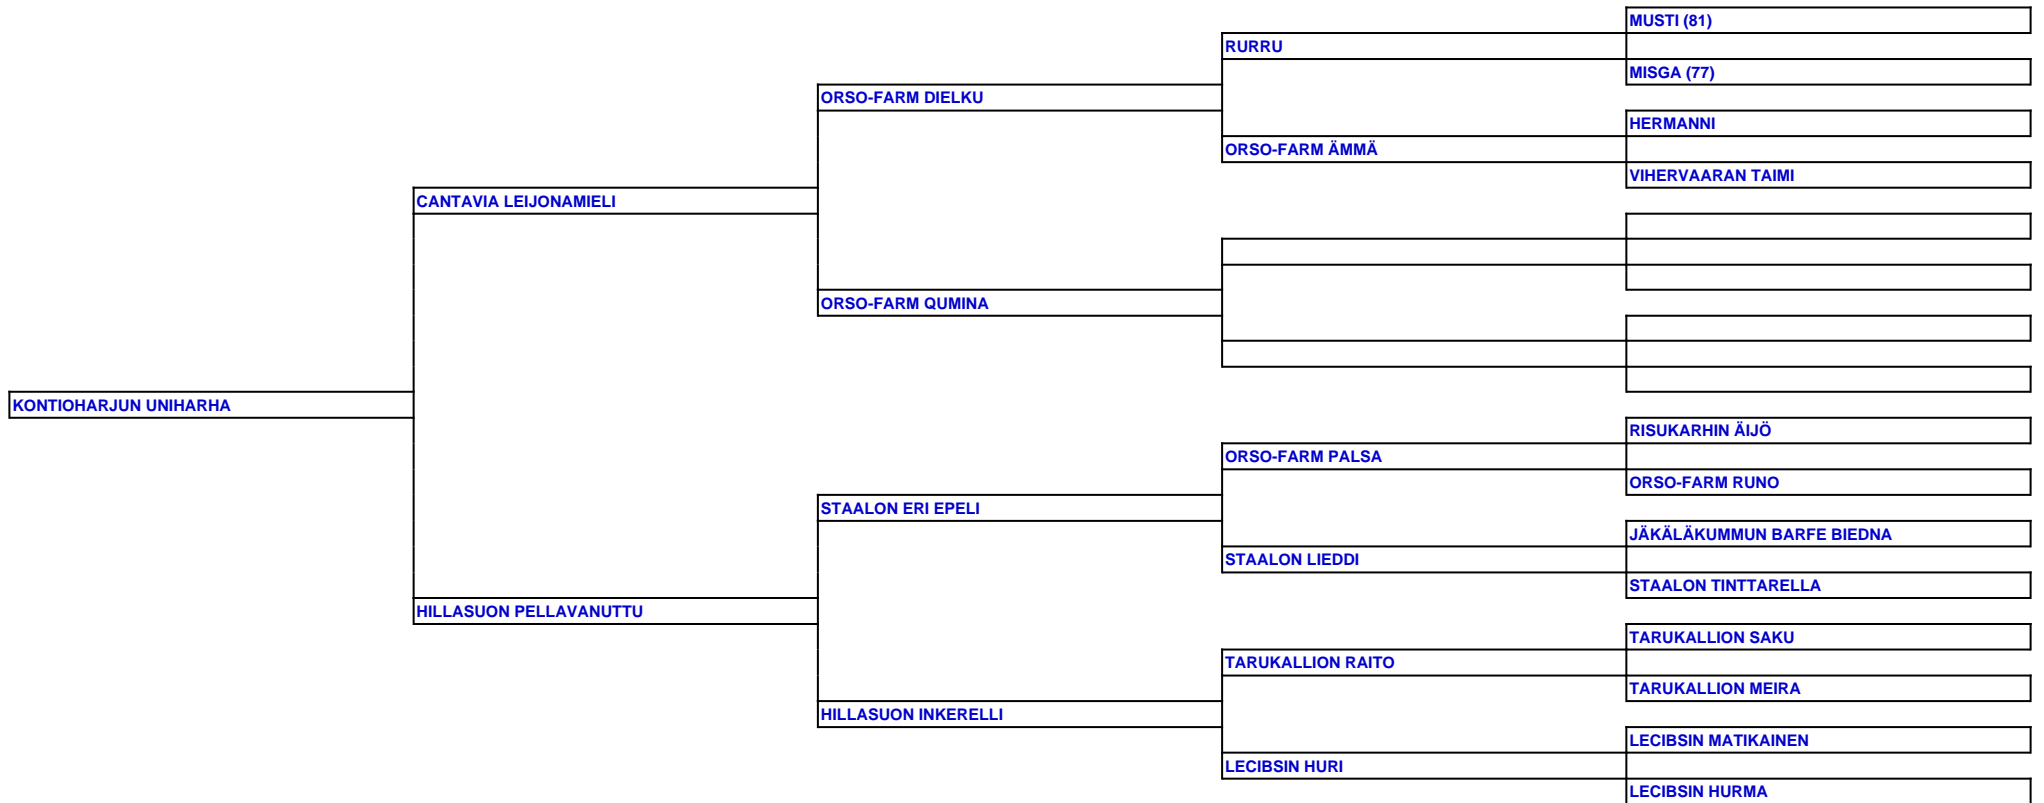 MUSTI (81)
RURRU
MISGA (77)
ORSO-FARM DIELKU
HERMANNI
ORSO-FARM ÄMMÄ
VIHERVAARAN TAIMI
CANTAVIA LEIJONAMIELI
ORSO-FARM QUMINA
KONTIOHARJUN UNIHARHA
RISUKARHIN ÄIJÖ
ORSO-FARM PALSA
ORSO-FARM RUNO
STAALON ERI EPELI
JÄKÄLÄKUMMUN BARFE BIEDNA
STAALON LIEDDI
STAALON TINTTARELLA
HILLASUON PELLAVANUTTU
TARUKALLION SAKU
TARUKALLION RAITO
TARUKALLION MEIRA
HILLASUON INKERELLI
LECIBSIN MATIKAINEN
LECIBSIN HURI
LECIBSIN HURMA